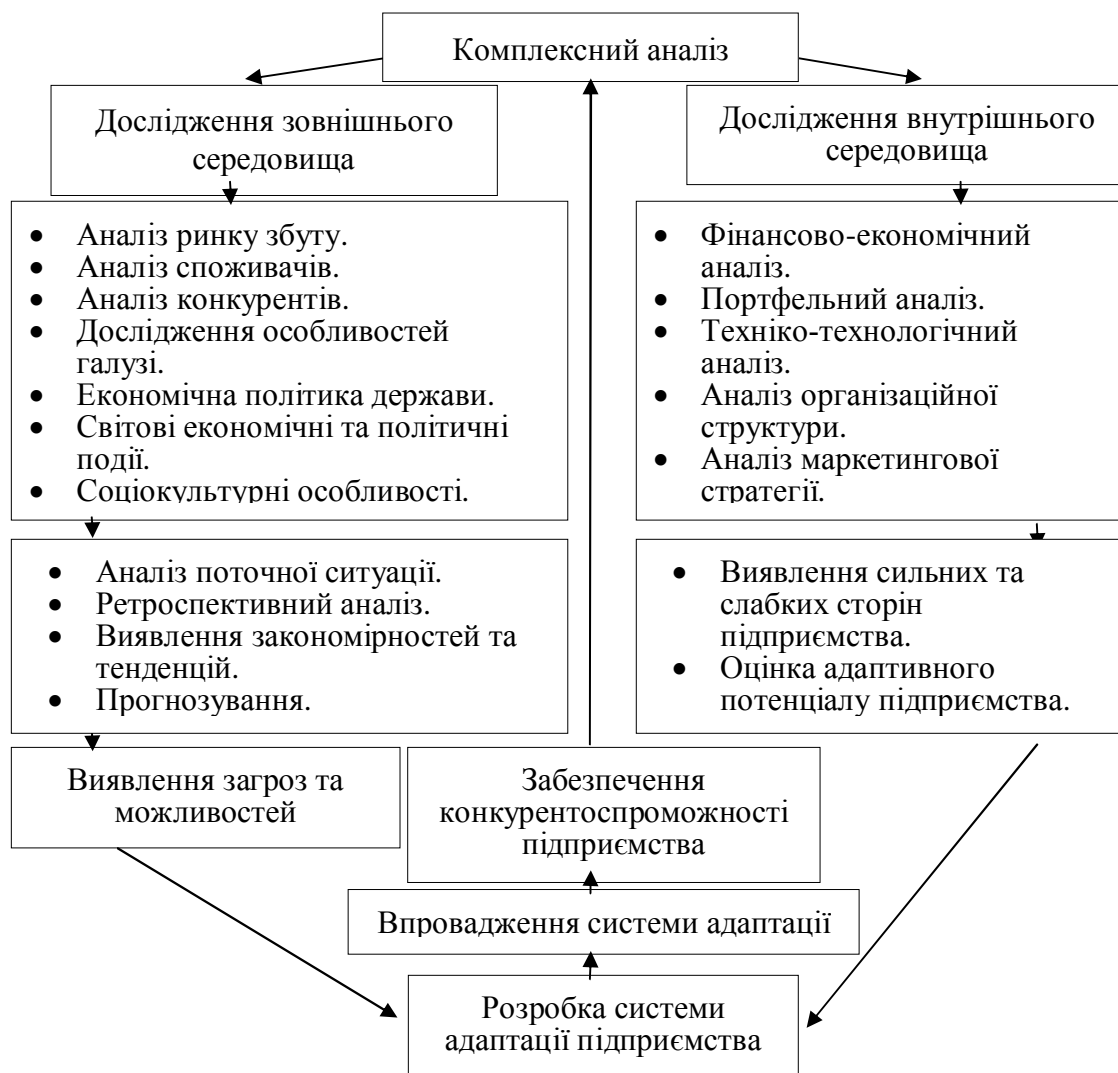 Комплексний аналіз
Дослідження зовнішнього
середовища
• Аналіз ринку збуту.
• Аналіз споживачів.
• Аналіз конкурентів.
• Дослідження особливостей
галузі.
• Економічна політика держави.
• Світові економічні та політичні
події.
• Соціокультурні особливості.
• Аналіз поточної ситуації.
• Ретроспективний аналіз.
• Виявлення закономірностей та
тенденцій.
• Прогнозування.
Виявлення загроз та
можливостей
Дослідження внутрішнього
середовища
• Фінансово-економічний
аналіз.
• Портфельний аналіз.
• Техніко-технологічний
аналіз.
• Аналіз організаційної
структури.
• Аналіз маркетингової
стратегії.
• Виявлення сильних та
слабких сторін
підприємства.
• Оцінка адаптивного
потенціалу підприємства.
Забезпечення
конкурентоспроможності
підприємства
Впровадження системи адаптації
Розробка системи
адаптації підприємства